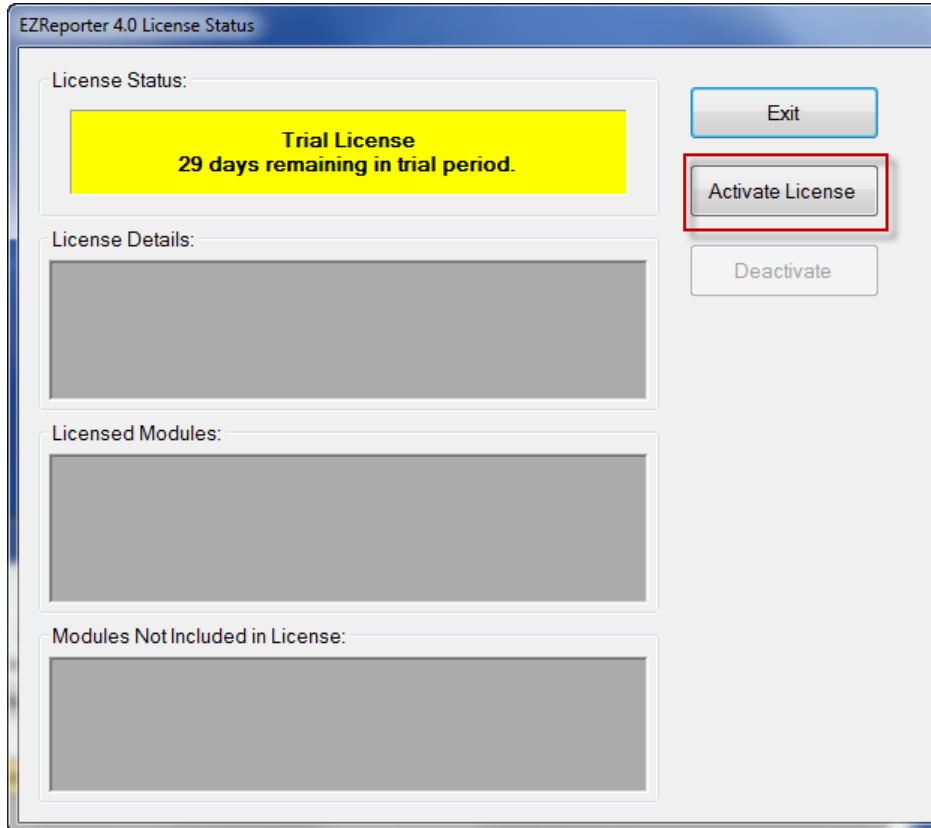 EZReporter 4.0 License Status
License Status:
Trial License
29 days remaining in trial period.
Exit
Activate License
Deactivate
License Details:
Licensed Modules:
Modules Not Included in License: